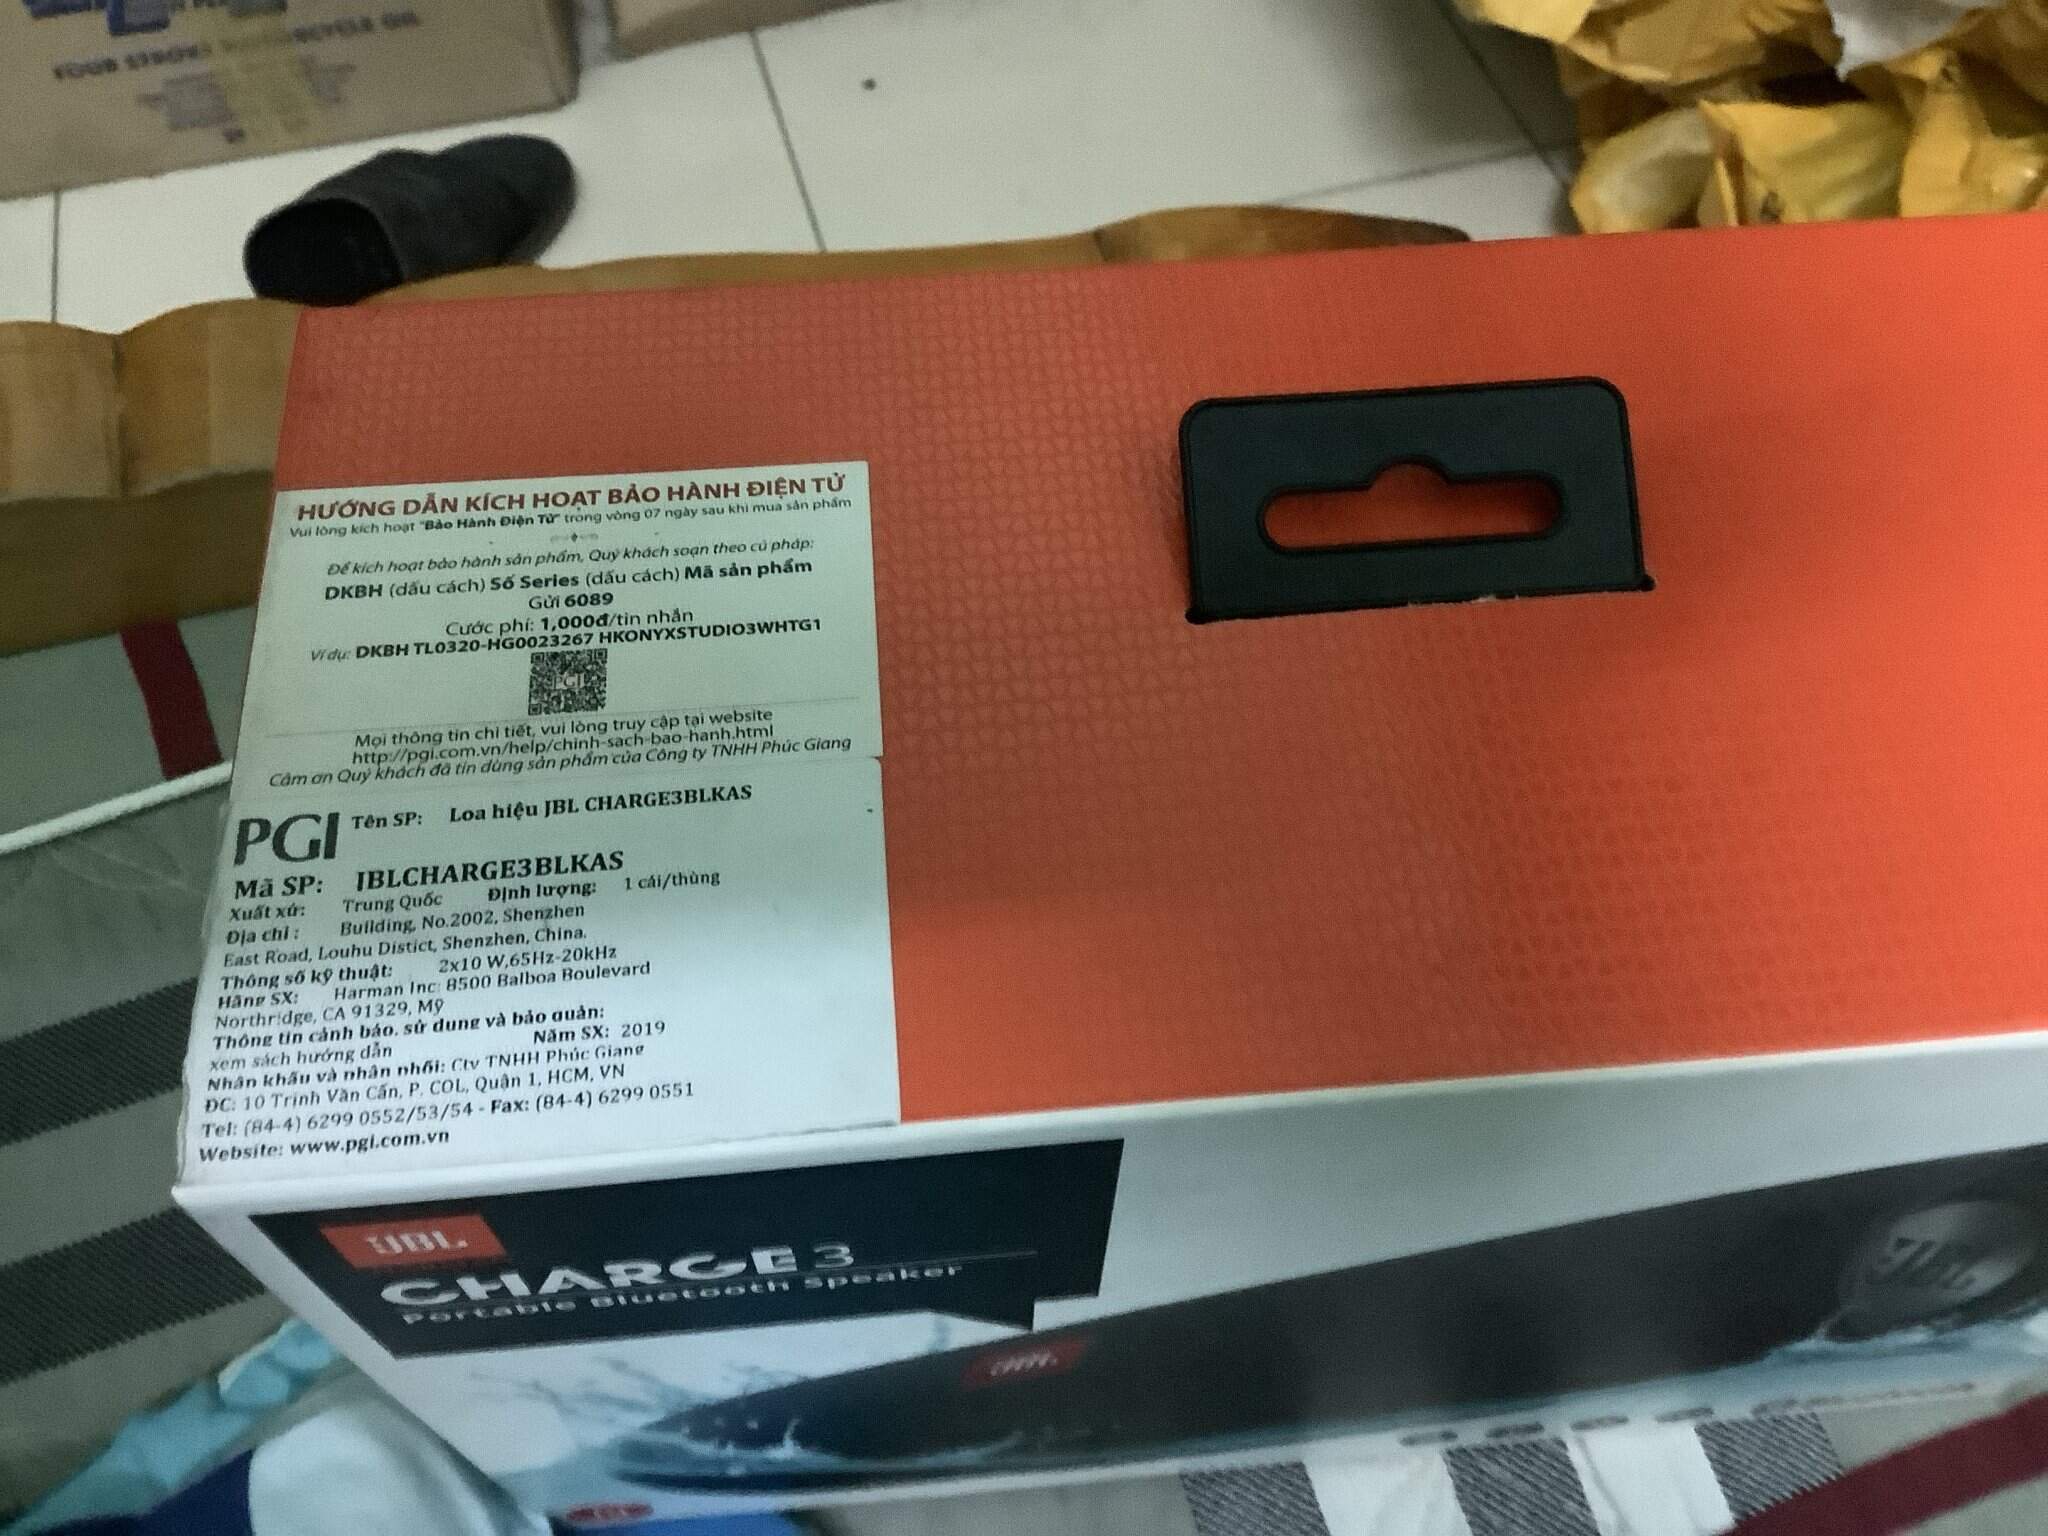 FOUR STROKE MOTORCYCLE OIL
HƯỚNG DẪN KÍCH HOẠT BẢO HÀNH ĐIỆN TỬ
Vui lòng kích hoạt "Bảo Hành Điện Tử" trong vòng 07 ngày sau khi mua sản phẩm
Để kích hoạt bảo hành sản phẩm, Quý khách soạn theo cú pháp:
DKBH (dấu cách) Số Series (dấu cách) Mã sản phẩm
Gửi 6089
Cước phí: 1,000đ/tin nhắn
Ví dụ: DKBH TL0320-HG0023267 HKONYXSTUDIO3WHTG1
PGI
Mọi thông tin chi tiết, vui lòng truy cập tại website
http://pgi.com.vn/help/chinh-sach-bao-hanh.html
Cảm ơn Quý khách đã tin dùng sản phẩm của Công ty TNHH Phúc Giang
PGI Tên SP: Loa hiệu JBL CHARGE3BLKAS
Mã SP: JBLCHARGE3BLKAS
Xuất xứ: Trung Quốc Định lượng: 1 cái/thùng
Địa chỉ : Building, No.2002, Shenzhen
East Road, Louhu Distict, Shenzhen, China.
Thông số kỹ thuật: 2x10 W,65Hz-20kHz
Hãng SX: Harman Inc: 8500 Balboa Boulevard
Northridge, CA 91329, Mỹ
Thông tin cảnh báo, sử dụng và bảo quản:
xem sách hướng dẫn Năm SX: 2019
Nhân khẩu và phân phối: Cty TNHH Phúc Giang
ĐC: 10 Trịnh Văn Cấn, P. COL, Quận 1, HCM, VN
Tel: (84-4) 6299 0552/53/54 - Fax: (84-4) 6299 0551
Website: www.pgi.com.vn
JBL
CHARGE 3
Portable Bluetooth Speaker
JBL
JBL